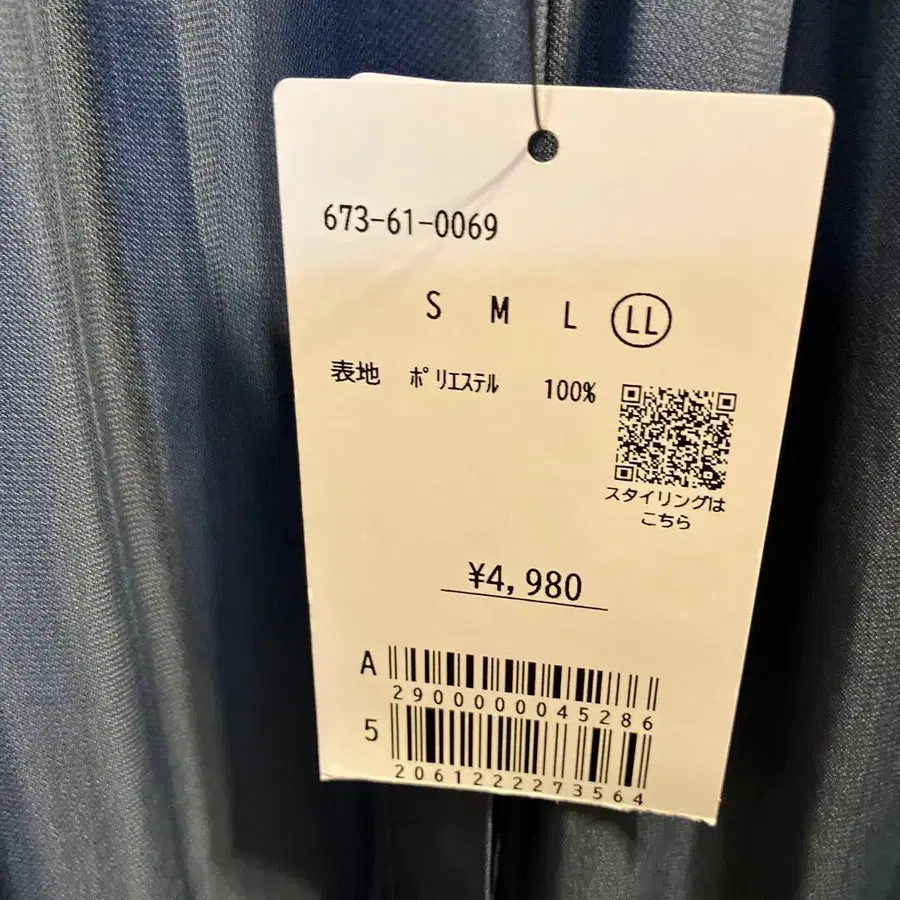 673-61-0069
S M L LL
表地 ポリエステル 100%
スタイリングは
こちら
¥4,980
A
2900000045286
5
2061222273564